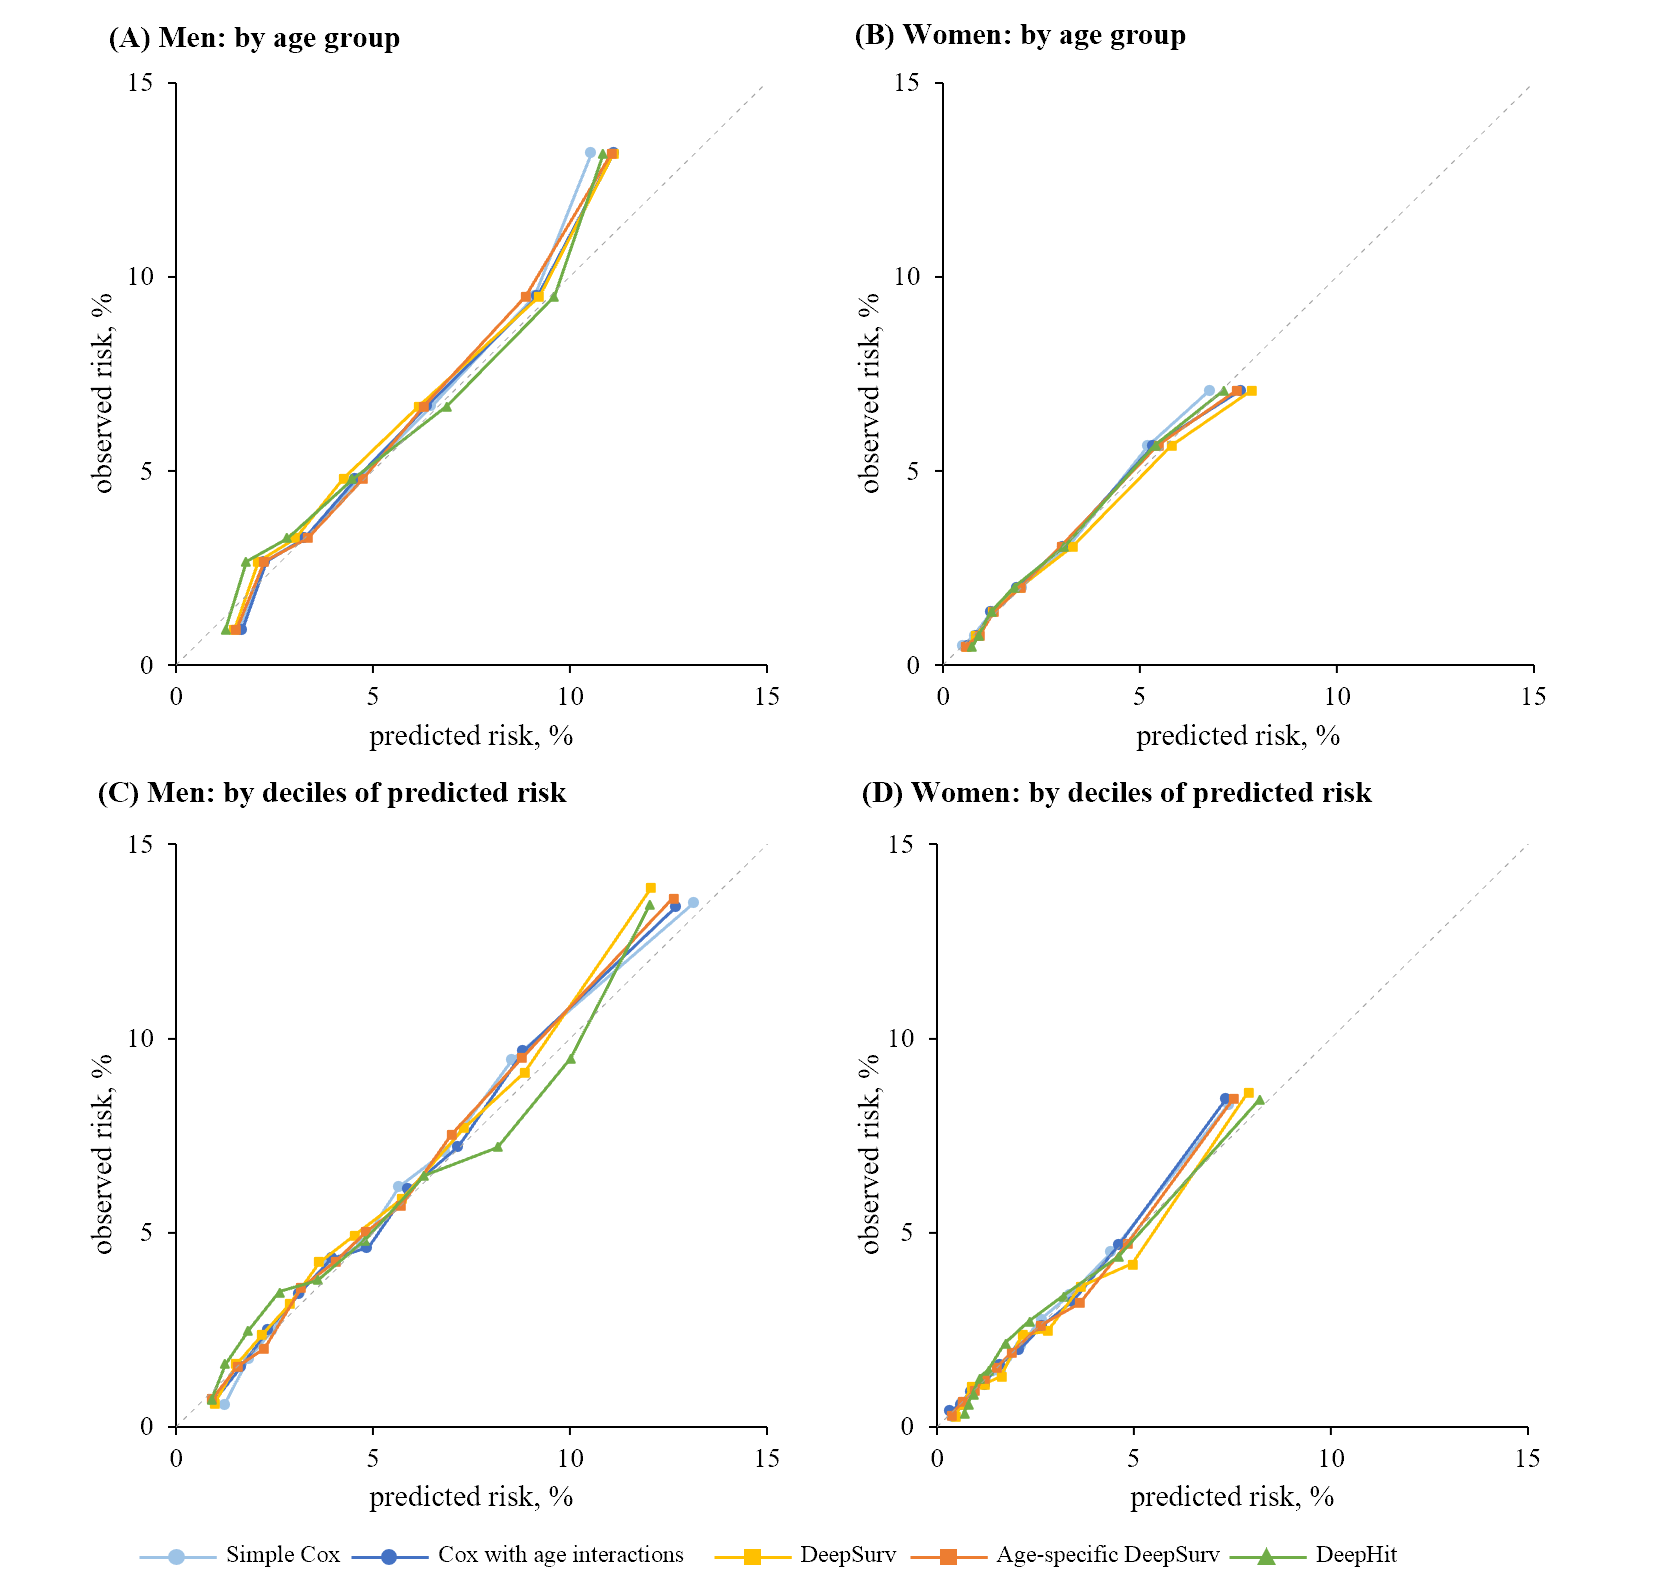 (A) Men: by age group
(B) Women: by age group
15
10
5
0
observed risk, %
0 5 10 15
predicted risk, %
15
10
5
0
observed risk, %
0 5 10 15
predicted risk, %
(C) Men: by deciles of predicted risk
(D) Women: by deciles of predicted risk
15
10
5
0
observed risk, %
0 5 10 15
predicted risk, %
15
10
5
0
observed risk, %
0 5 10 15
predicted risk, %
Simple Cox Cox with age interactions DeepSurv Age-specific DeepSurv DeepHit